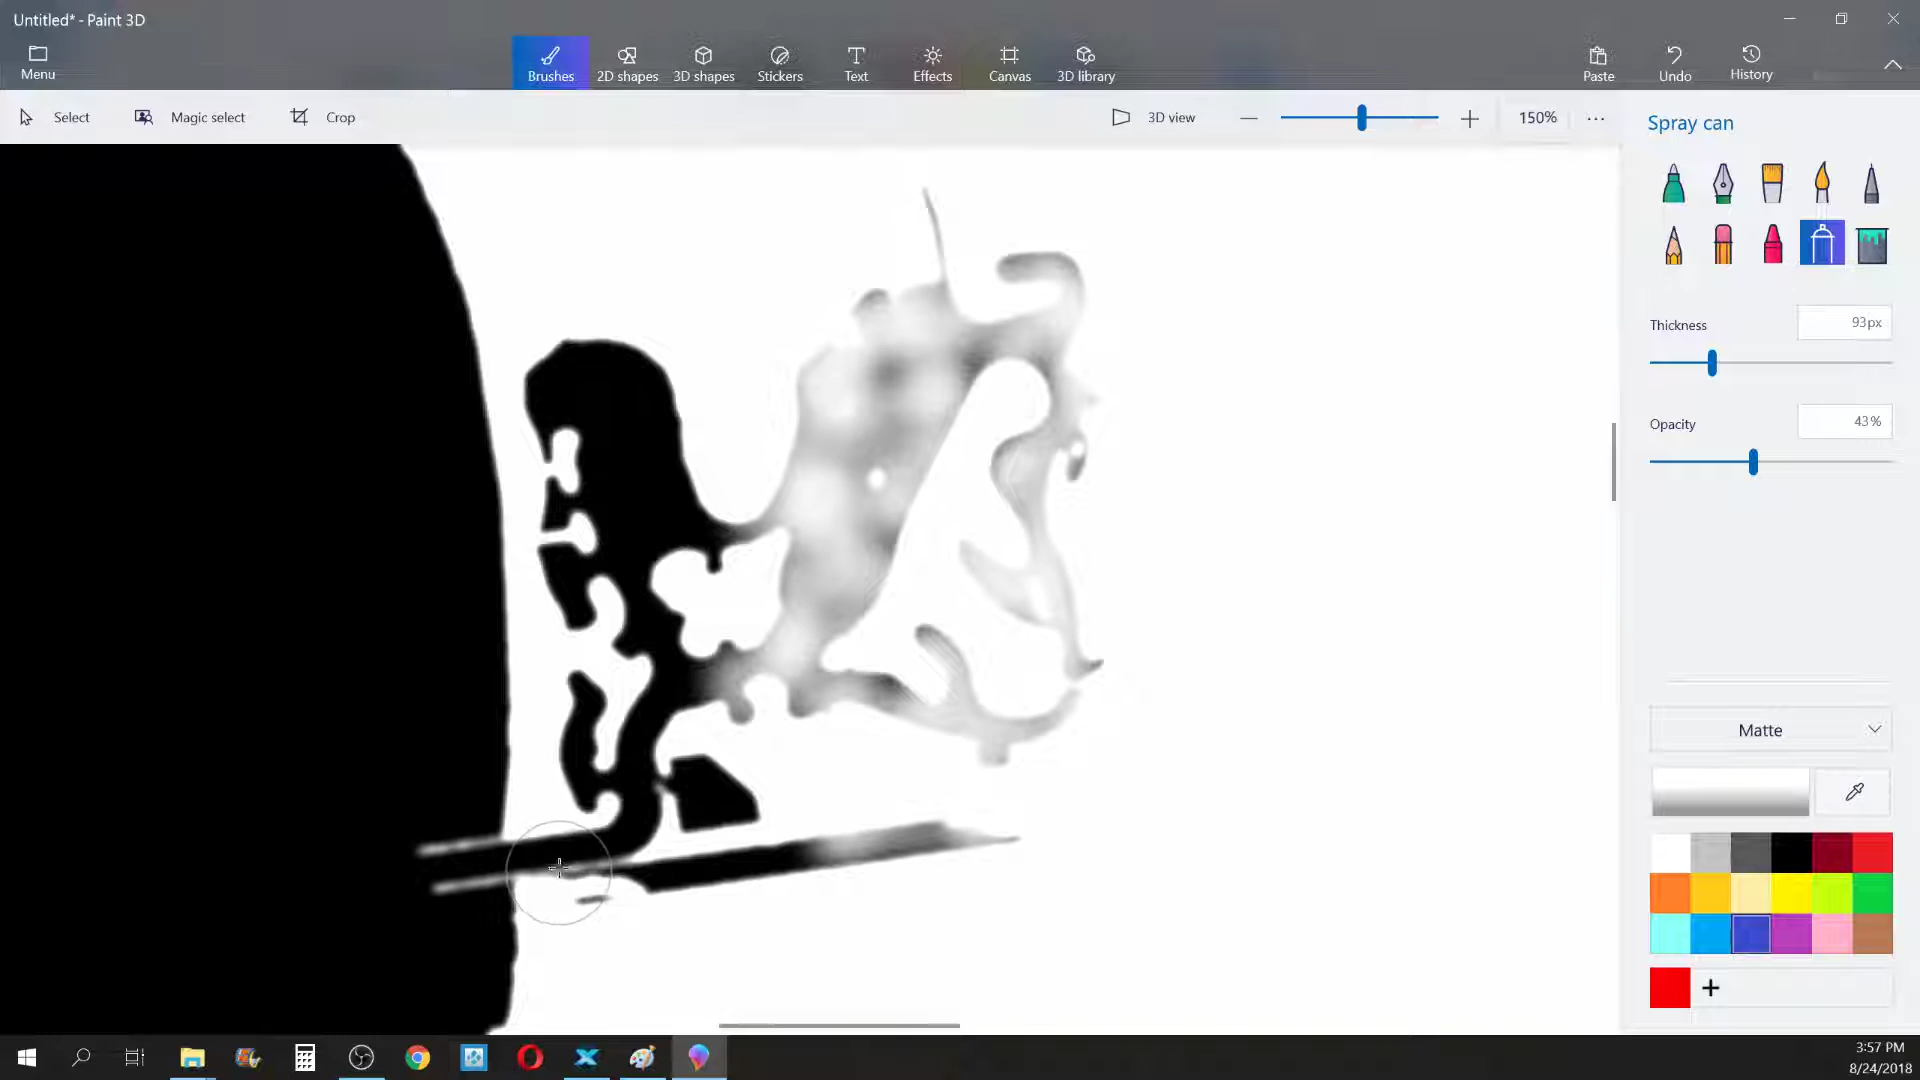 Untitled* - Paint 3D
Menu
Brushes
2D shapes
3D shapes
Stickers
Text
Effects
Canvas
3D library
Paste
Undo
History
Select
Magic select
Crop
3D view
150%
Spray can
Thickness
93px
Opacity
43%
Matte
3:57 PM
8/24/2018